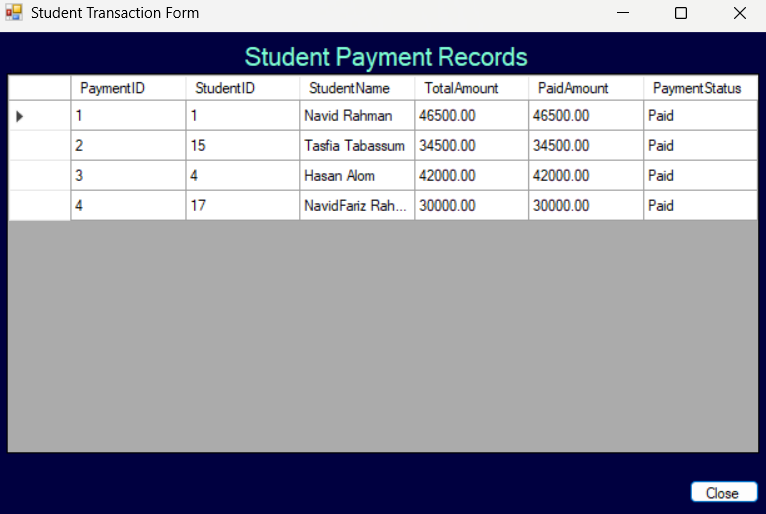 Student Transaction Form
Student Payment Records
PaymentID StudentID StudentName TotalAmount PaidAmount PaymentStatus
1 1 Navid Rahman 46500.00 46500.00 Paid
2 15 Tasfia Tabassum 34500.00 34500.00 Paid
3 4 Hasan Alom 42000.00 42000.00 Paid
4 17 NavidFariz Rah... 30000.00 30000.00 Paid
Close